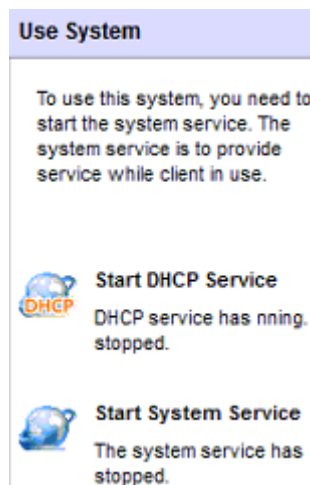 Use System
To use this system, you need to
start the system service. The
system service is to provide
service while client in use.
Start DHCP Service
DHCP
DHCP service has nning.
stopped.
Start System Service
The system service has
stopped.